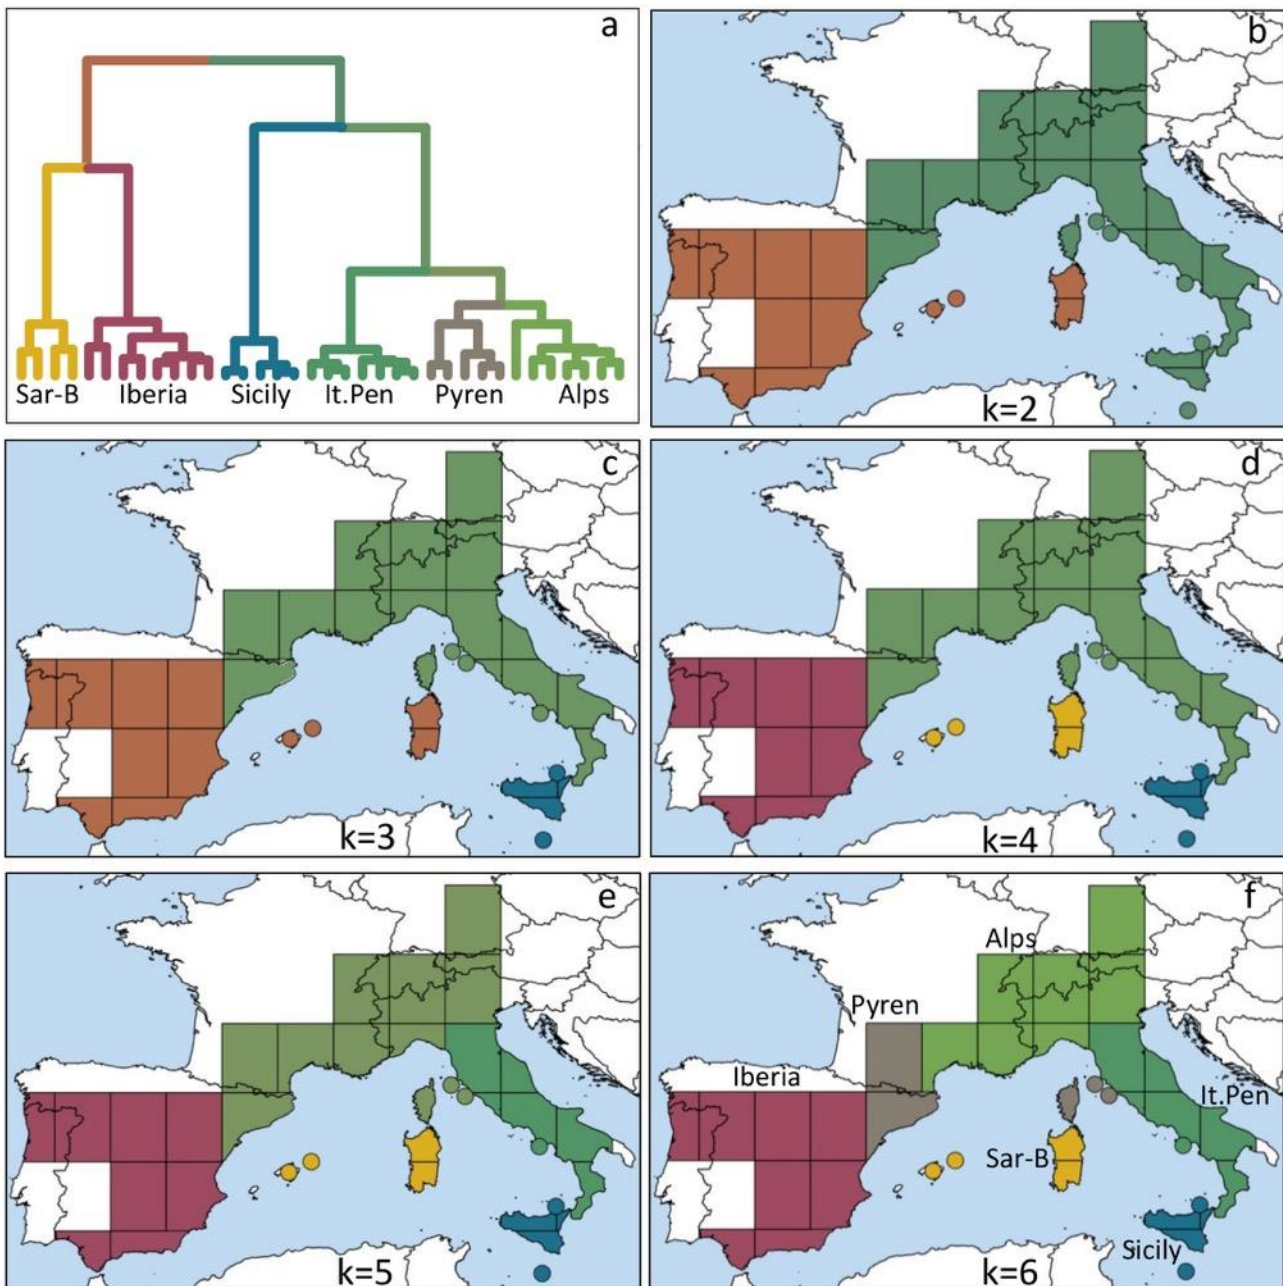 a
Sar-B Iberia Sicily It.Pen Pyren Alps
b
k=2
c
k=3
d
k=4
e
k=5
f
Alps
Pyren
Iberia
It.Pen
Sar-B
Sicily
k=6